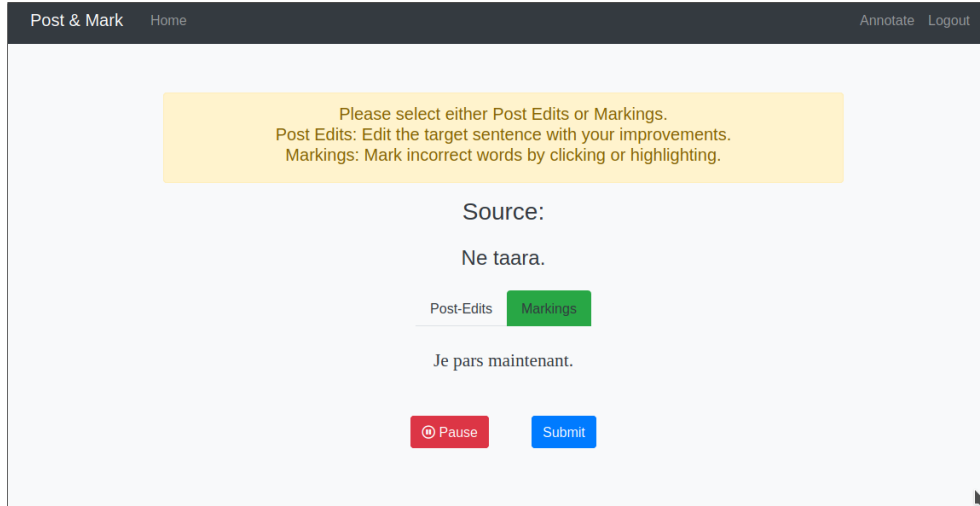 Post & Mark Home Annotate Logout
Please select either Post Edits or Markings.
Post Edits: Edit the target sentence with your improvements.
Markings: Mark incorrect words by clicking or highlighting.
Source:
Ne taara.
Post-Edits Markings
Je pars maintenant.
Pause Submit